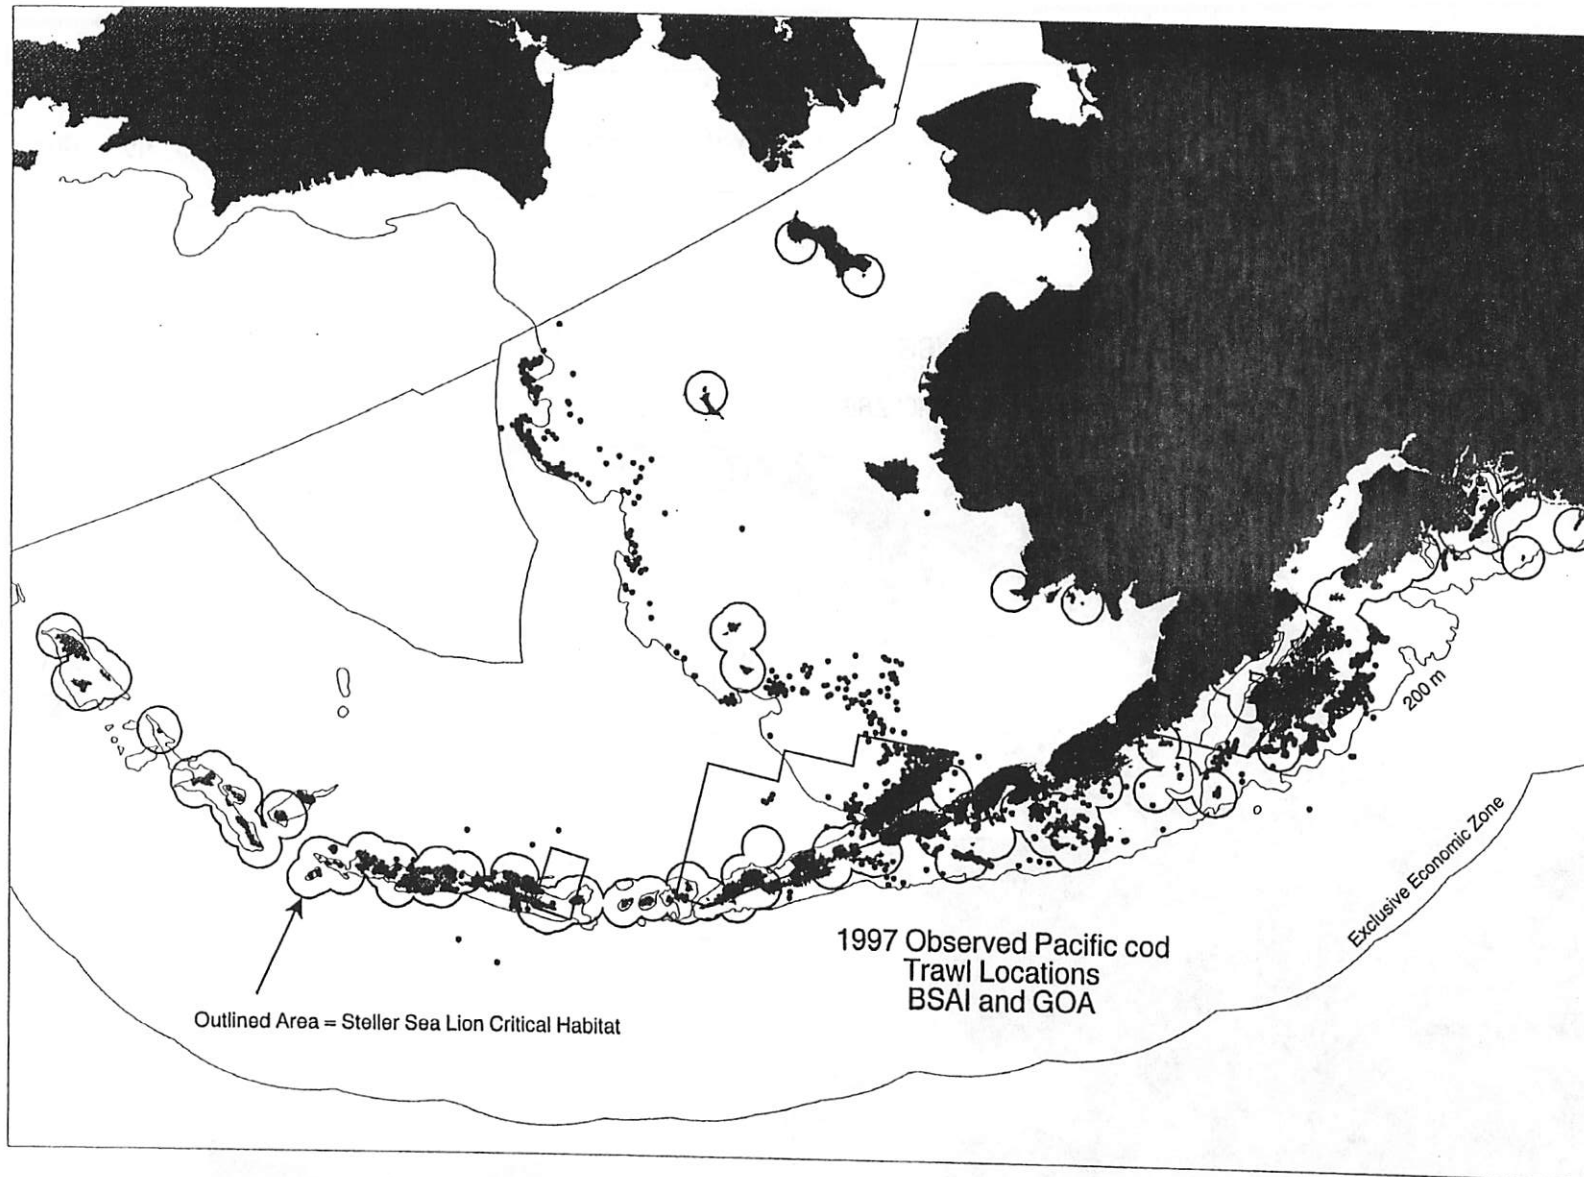 200 m
Exclusive Economic Zone
1997 Observed Pacific cod
Trawl Locations
BSAI and GOA
Outlined Area = Steller Sea Lion Critical Habitat